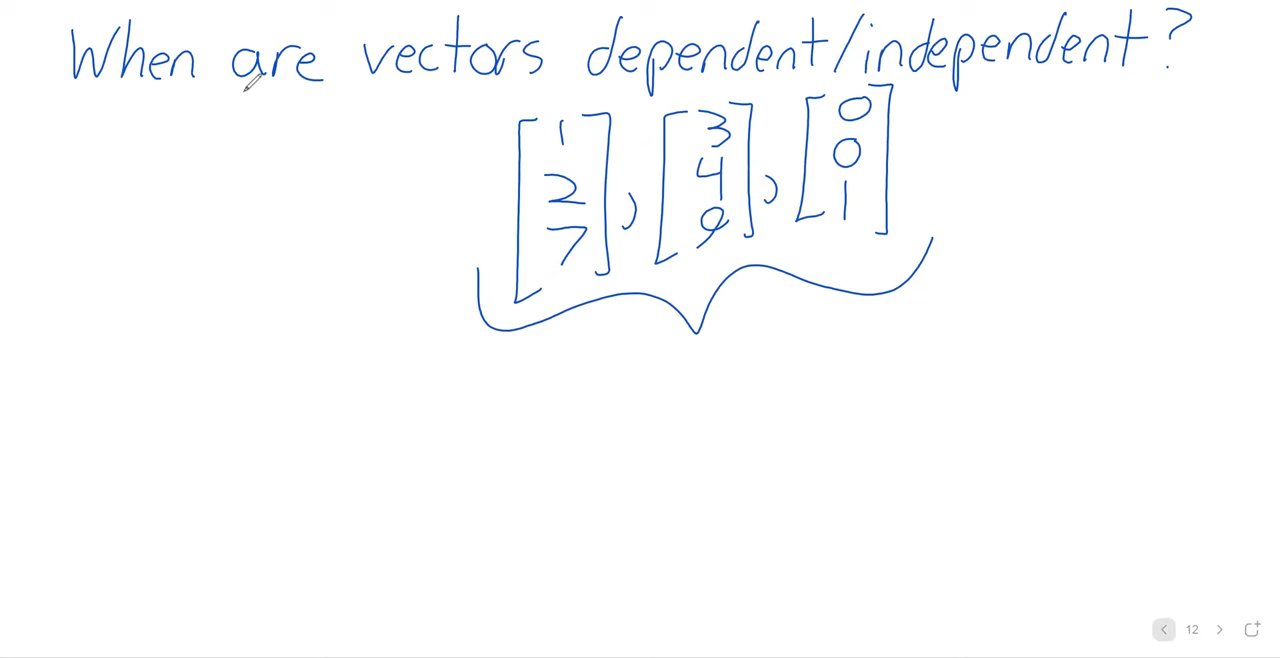 When are vectors dependent/independent?
[1 2 7], [3 4 9], [0 0 1]
12